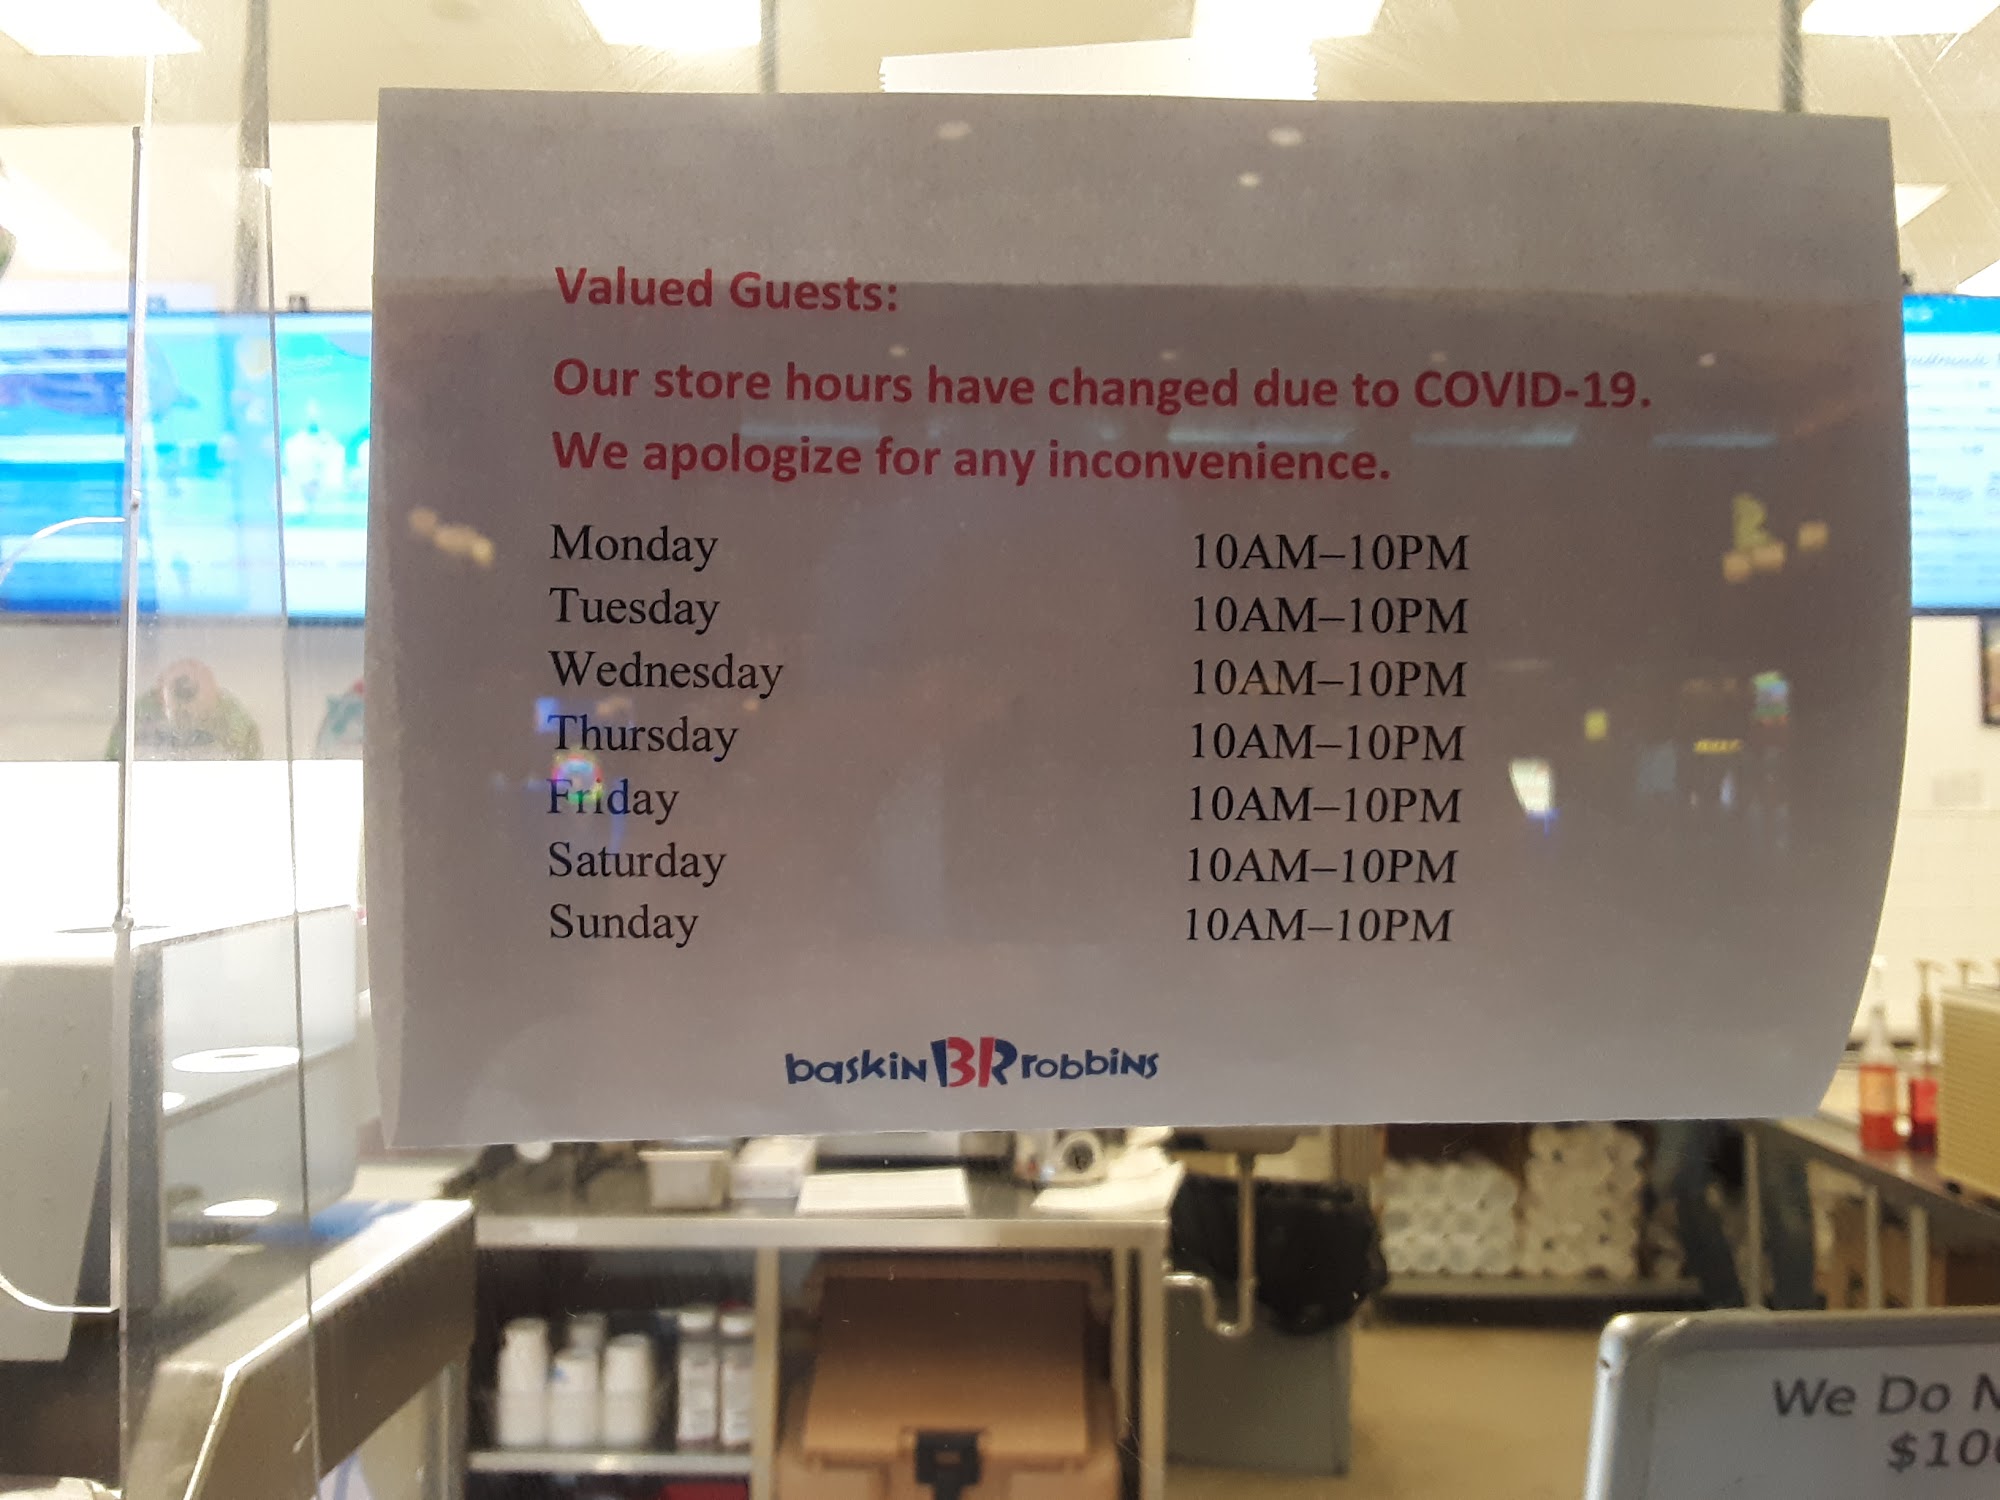 Valued Guests:
Our store hours have changed due to COVID-19.
We apologize for any inconvenience.
Monday 10AM–10PM
Tuesday 10AM–10PM
Wednesday 10AM–10PM
Thursday 10AM–10PM
Friday 10AM–10PM
Saturday 10AM–10PM
Sunday 10AM–10PM
baskin BR robbins
We Do